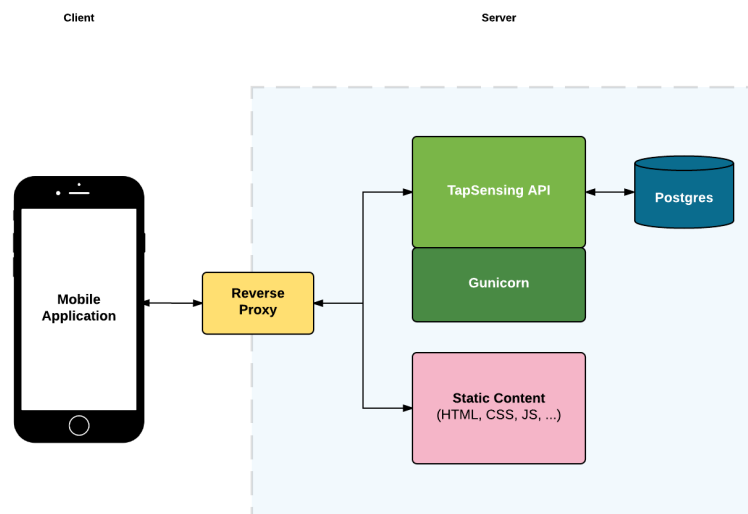 Client
Server
TapSensing API
Postgres
Mobile
Application
Reverse
Proxy
Gunicorn
Static Content
(HTML, CSS, JS, ...)